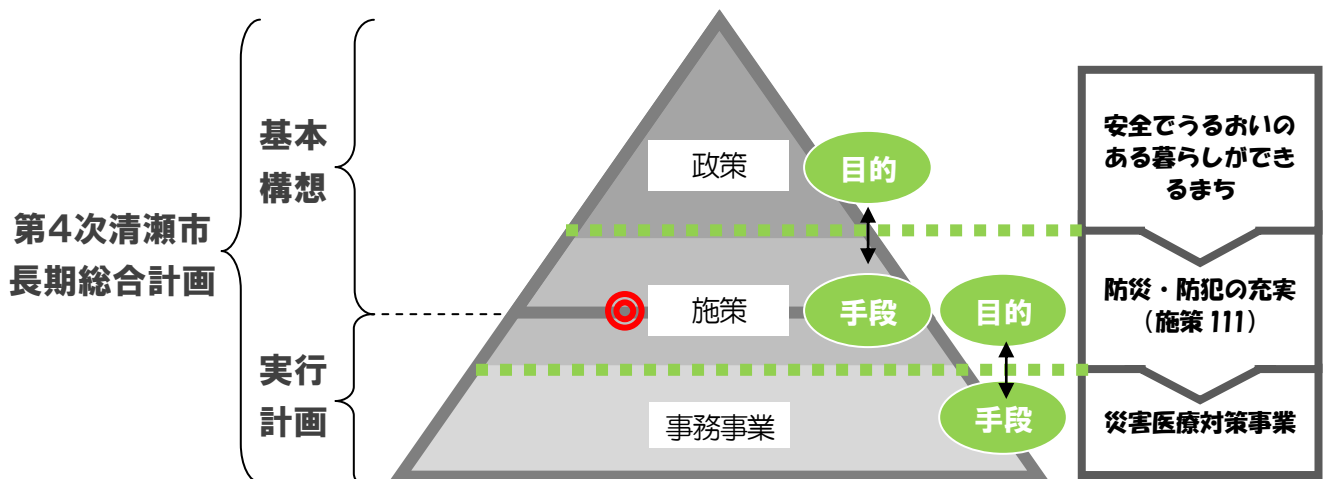 第4次清瀬市
長期総合計画
基本
構想
実行
計画
政策
目的
施策
手段
目的
事務事業
手段
安全でうるおいの
ある暮らしができ
るまち
防災・防犯の充実
（施策 111）
災害医療対策事業